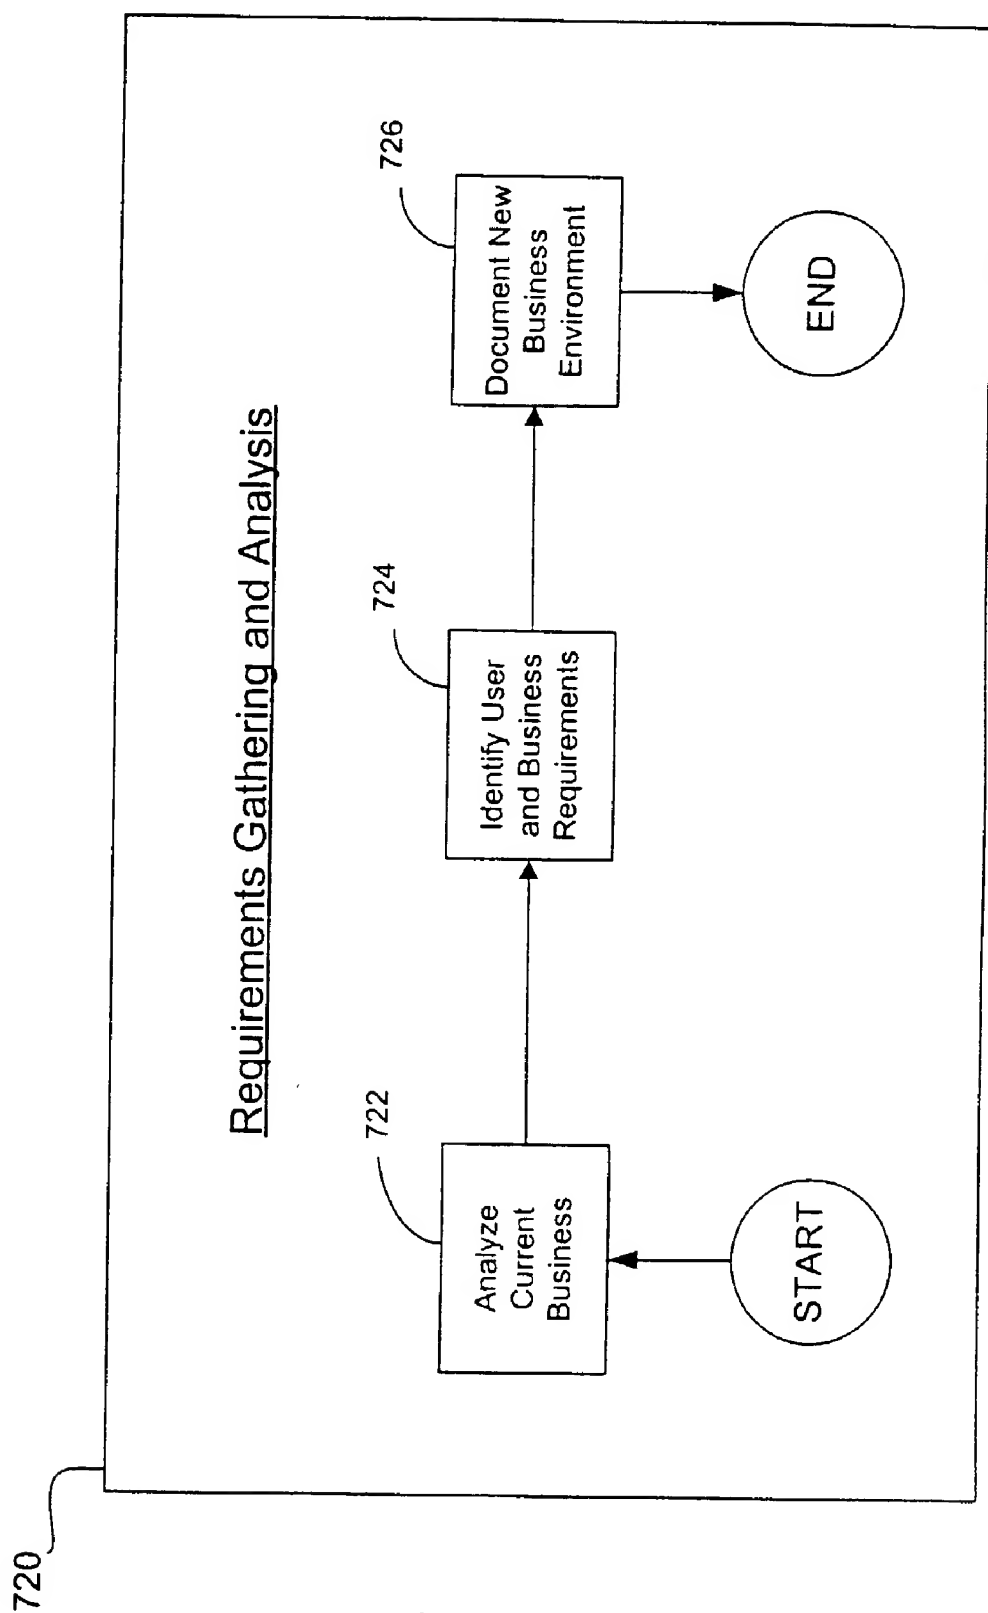 720
Requirements Gathering and Analysis
722
Analyze
Current
Business
724
Identify User
and Business
Requirements
726
Document New
Business
Environment
START
END